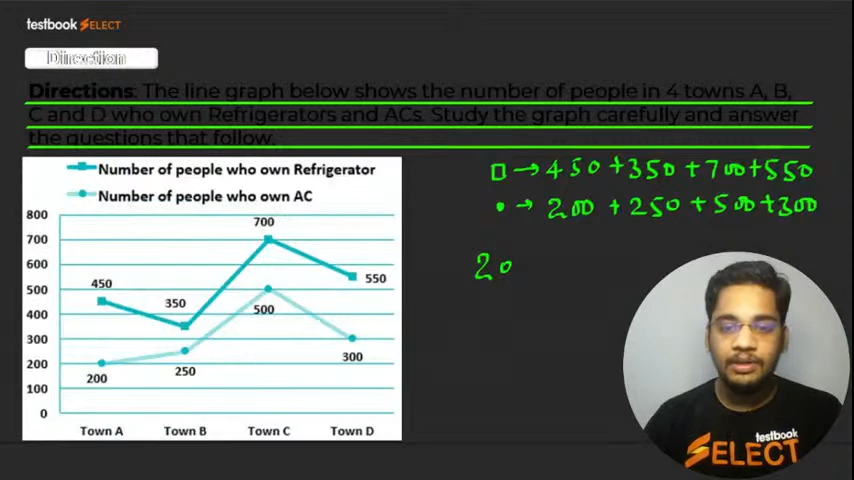 testbook SELECT
Direction
Directions: The line graph below shows the number of people in 4 towns A, B,
C and D who own Refrigerators and ACs. Study the graph carefully and answer
the questions that follow.
Number of people who own Refrigerator
Number of people who own AC
□ → 450 + 350 + 700 + 550
• → 200 + 250 + 500 + 300
20
800
700
600
500
400
300
200
100
0
450
350
700
550
200
250
500
300
Town A Town B Town C Town D
testbook
SELECT